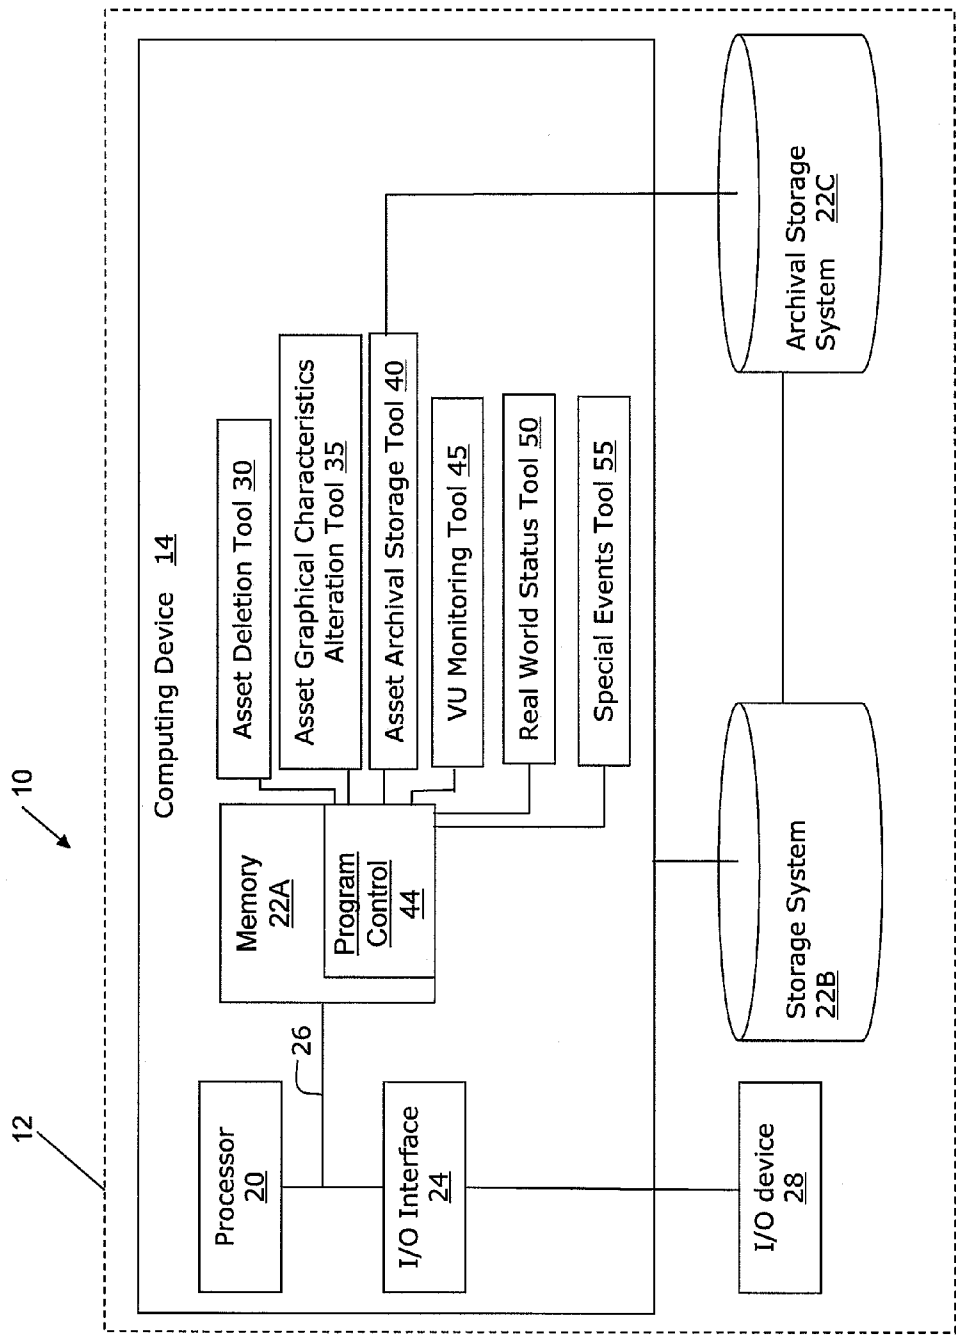 10
12
Computing Device 14
Processor
20
26
I/O Interface
24
Memory
22A
Program
Control
44
Asset Deletion Tool 30
Asset Graphical Characteristics
Alteration Tool 35
Asset Archival Storage Tool 40
VU Monitoring Tool 45
Real World Status Tool 50
Special Events Tool 55
I/O device
28
Storage System
22B
Archival Storage
System 22C